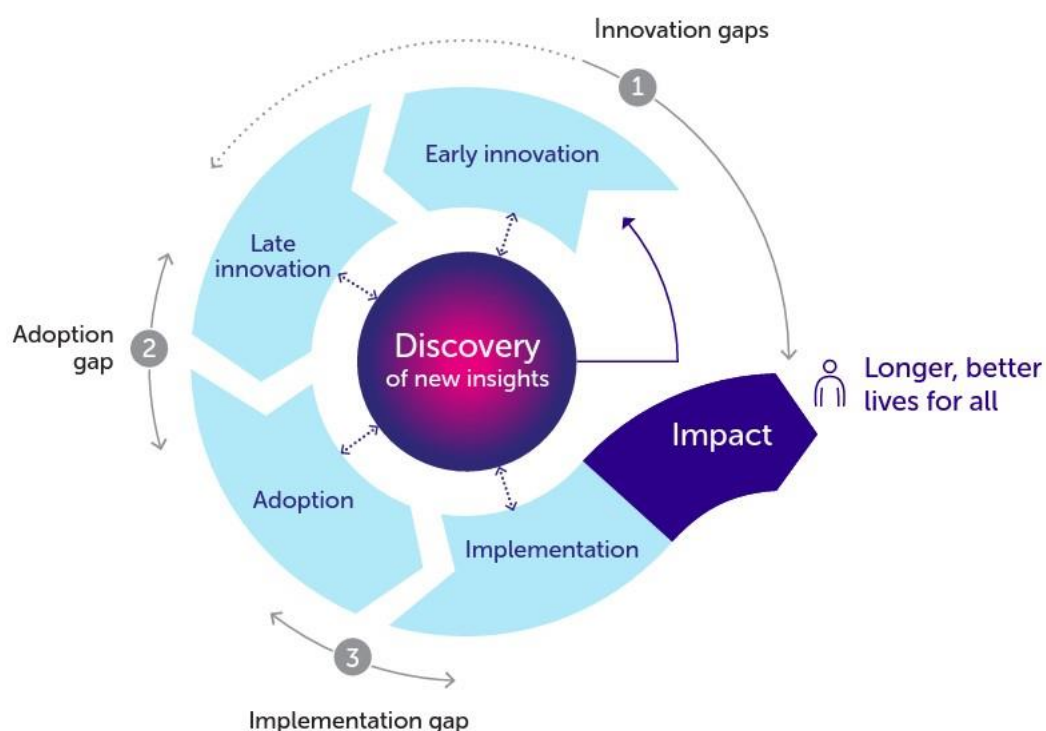 Innovation gaps
1
Early innovation
Late
innovation
Adoption
gap
2
Discovery
of new insights
Longer, better
lives for all
Impact
Adoption
Implementation
3
Implementation gap